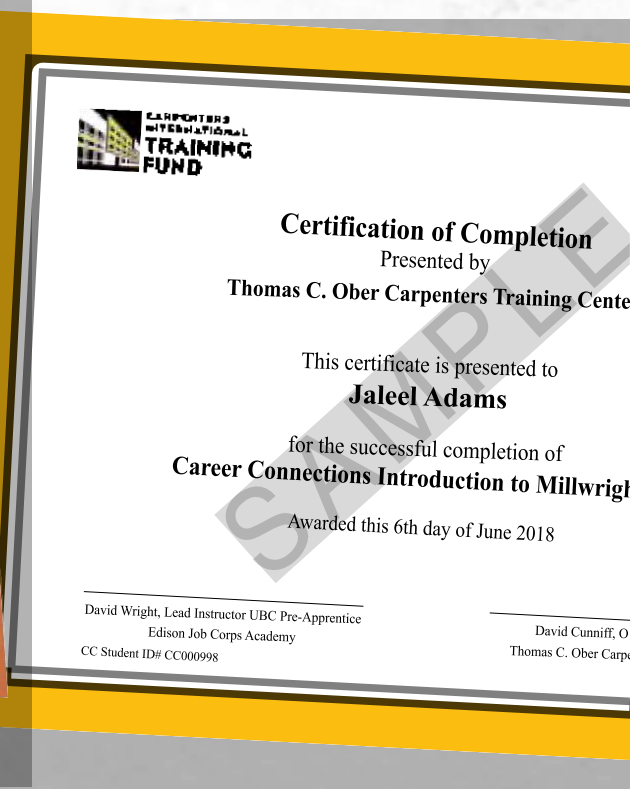 CARPENTERS
INTERNATIONAL
TRAINING
FUND
Certification of Completion
Presented by
Thomas C. Ober Carpenters Training Cente
This certificate is presented to
Jaleel Adams
for the successful completion of
Career Connections Introduction to Millwrigh
Awarded this 6th day of June 2018
SAMPLE
David Wright, Lead Instructor UBC Pre-Apprentice
Edison Job Corps Academy
CC Student ID# CC000998
David Cunniff, O
Thomas C. Ober Carpe